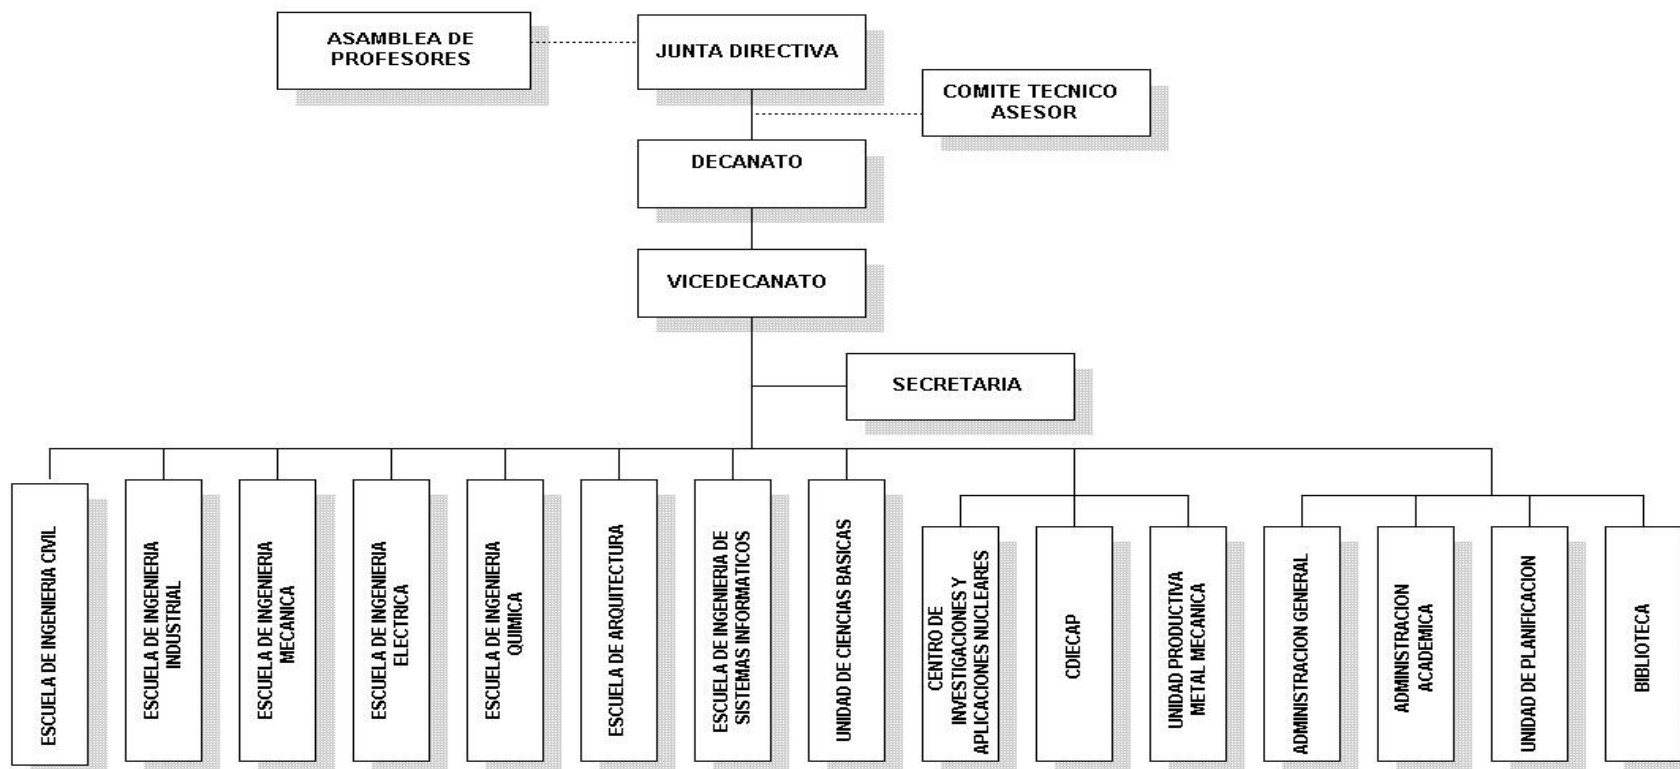 ASAMBLEA DE
PROFESORES
JUNTA DIRECTIVA
COMITE TECNICO
ASESOR
DECANATO
VICEDECANATO
SECRETARIA
ESCUELA DE INGENIERIA CIVIL
ESCUELA DE INGENIERIA
INDUSTRIAL
ESCUELA DE INGENIERIA
MECANICA
ESCUELA DE INGENIERIA
ELECTRICA
ESCUELA DE INGENIERIA
QUIMICA
ESCUELA DE ARQUITECTURA
ESCUELA DE INGENIERIA DE
SISTEMAS INFORMATICOS
UNIDAD DE CIENCIAS BASICAS
CENTRO DE
INVESTIGACIONES Y
APLICACIONES NUCLEARES
CDIECAP
UNIDAD PRODUCTIVA
METAL MECANICA
ADMINISTRACION GENERAL
ADMINISTRACION
ACADEMICA
UNIDAD DE PLANIFICACION
BIBLIOTECA